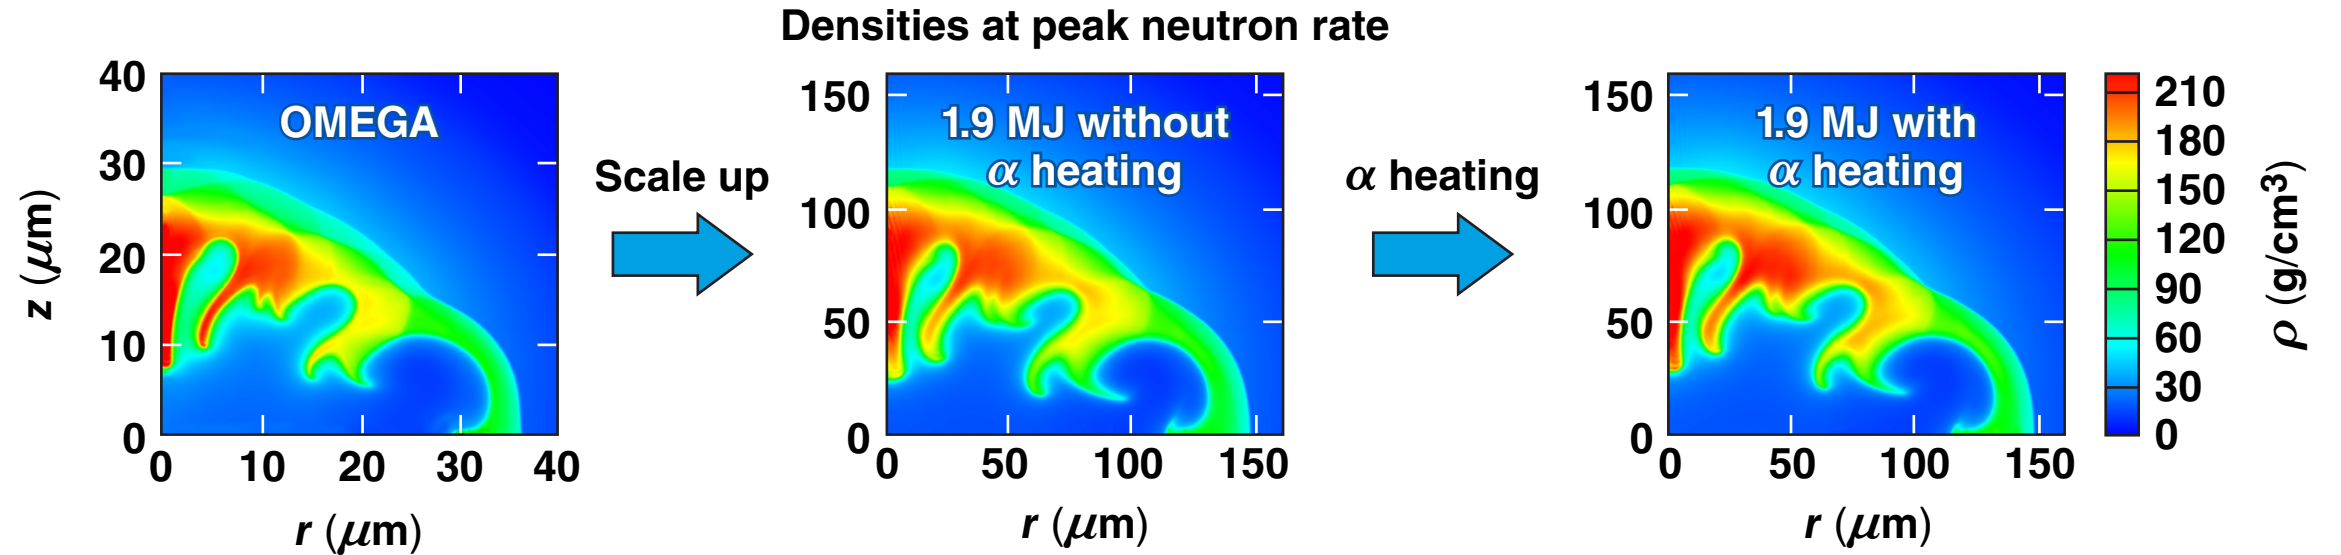 Densities at peak neutron rate
40
30
20
10
0
z (μm)
OMEGA
0 10 20 30 40
r (μm)
Scale up
150
100
50
0
1.9 MJ without
α heating
0 50 100 150
r (μm)
α heating
150
100
50
0
1.9 MJ with
α heating
0 50 100 150
r (μm)
210
180
150
120
90
60
30
0
ρ (g/cm³)